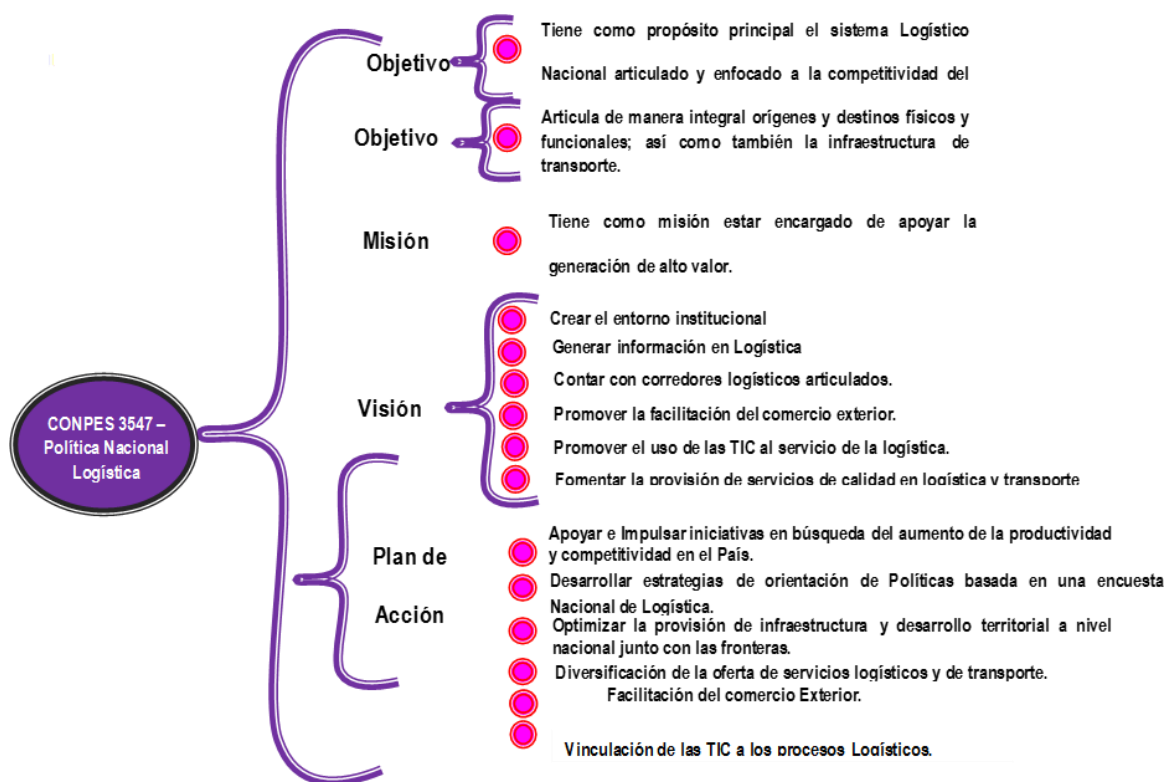 CONPES 3547 –
Política Nacional
Logística
Objetivo
Tiene como propósito principal el sistema Logístico
Nacional articulado y enfocado a la competitividad del
Objetivo
Articula de manera integral orígenes y destinos físicos y
funcionales; así como también la infraestructura de
transporte.
Misión
Tiene como misión estar encargado de apoyar la
generación de alto valor.
Visión
Crear el entorno institucional
Generar información en Logística
Contar con corredores logísticos articulados.
Promover la facilitación del comercio exterior.
Promover el uso de las TIC al servicio de la logística.
Fomentar la provisión de servicios de calidad en logística y transporte
Plan de
Acción
Apoyar e Impulsar iniciativas en búsqueda del aumento de la productividad
y competitividad en el País.
Desarrollar estrategias de orientación de Políticas basada en una encuesta
Nacional de Logística.
Optimizar la provisión de infraestructura y desarrollo territorial a nivel
nacional junto con las fronteras.
Diversificación de la oferta de servicios logísticos y de transporte.
Facilitación del comercio Exterior.
Vinculación de las TIC a los procesos Logísticos.